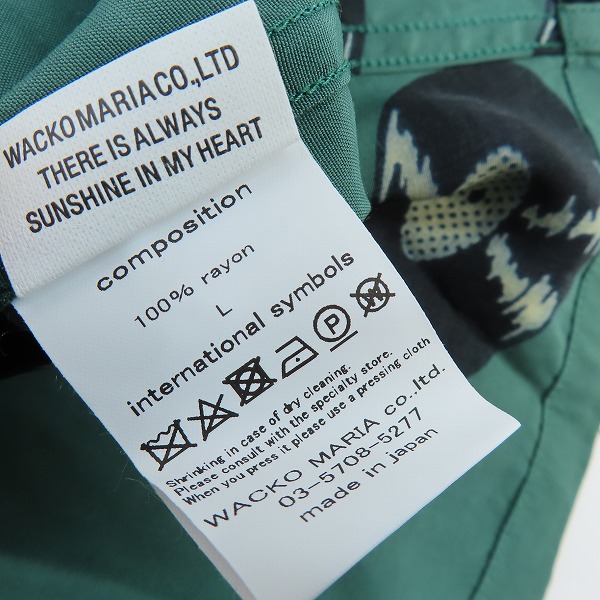 WACKO MARIA CO.,LTD
THERE IS ALWAYS
SUNSHINE IN MY HEART
composition
100% rayon
L
international symbols
P W
Shrinking in case of dry cleaning.
Please consult with the specialty store.
When you press it please use a pressing cloth
WACKO MARIA co.,ltd.
03-5708-5277
made in japan